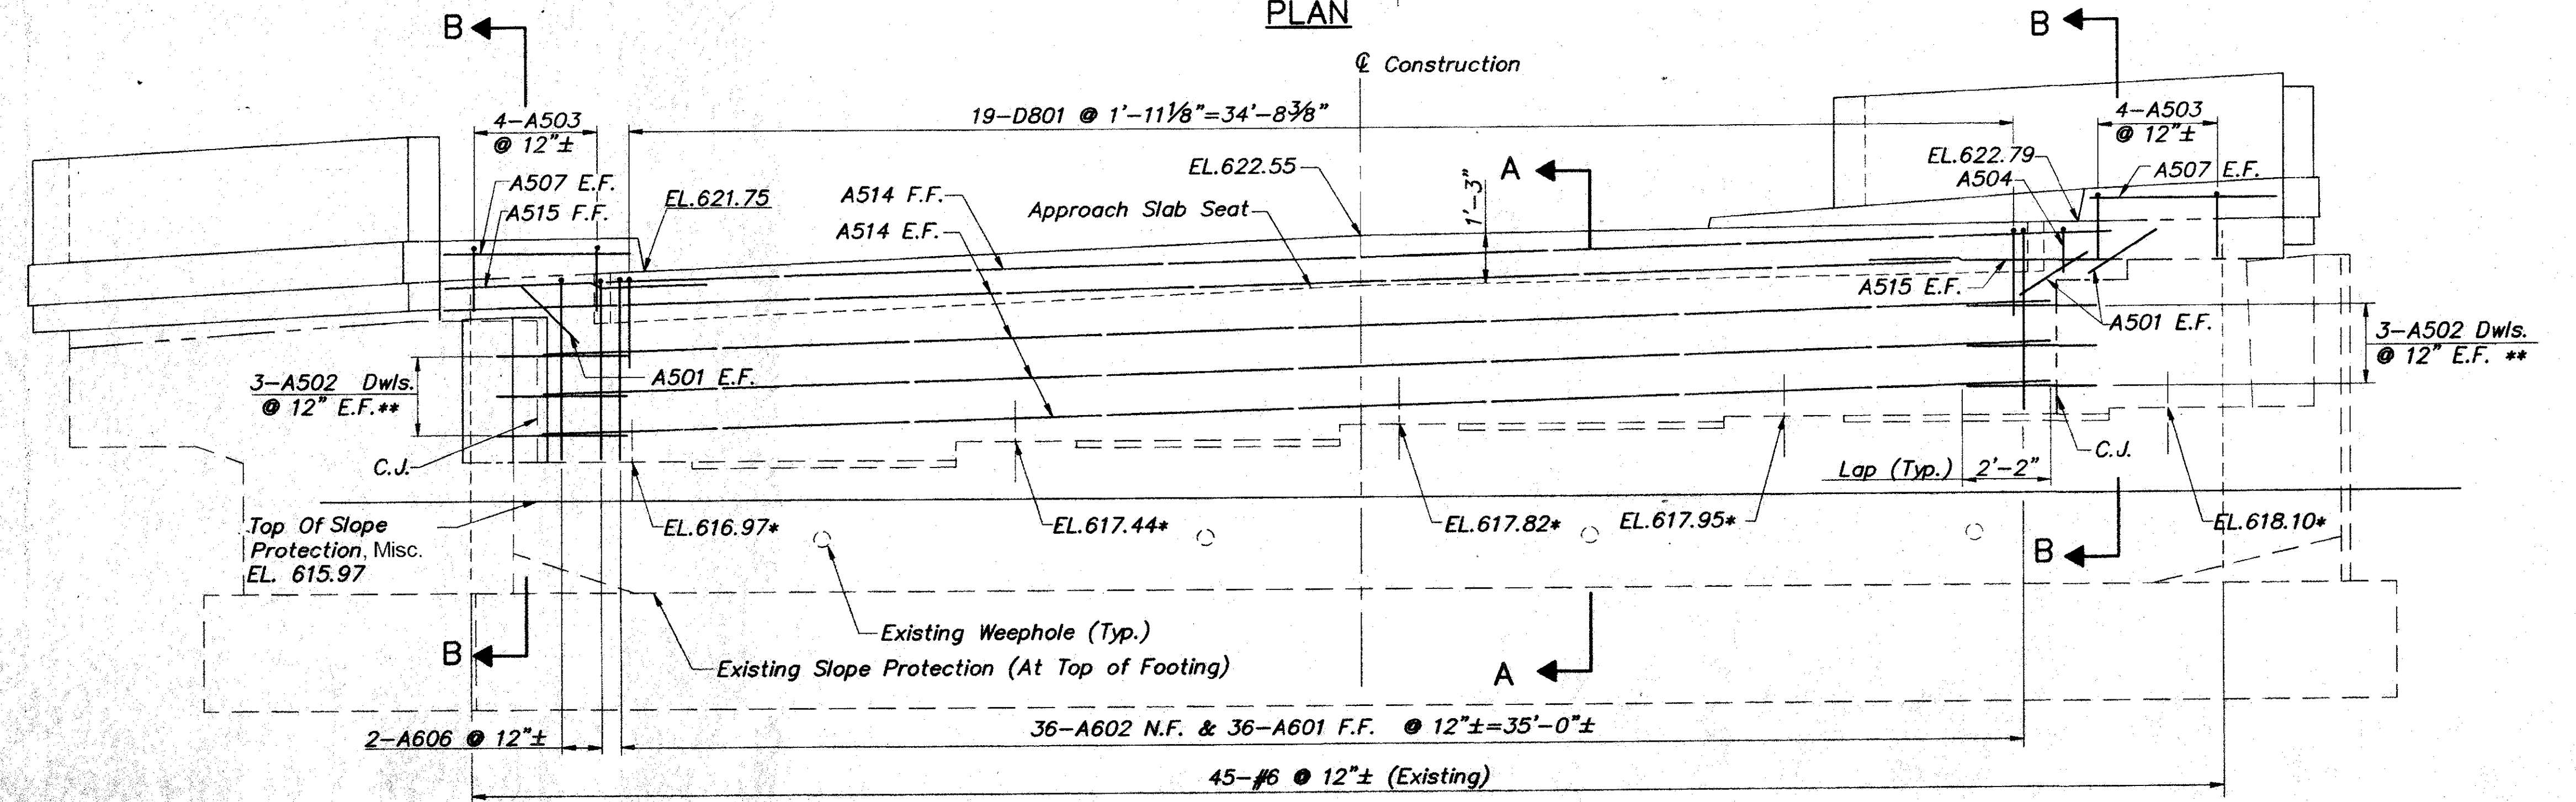 PLAN
B
B
℄ Construction
4-A503
@ 12"±
19-D801 @ 1'-11⅛"=34'-8⅜"
4-A503
@ 12"±
A507 E.F.
A515 F.F.
EL.621.75
A514 F.F.
A514 E.F.
EL.622.55
Approach Slab Seat
1'-3"
A
EL.622.79
A504
A507 E.F.
A515 E.F.
A501 E.F.
3-A502 Dwls.
@ 12" E.F. **
3-A502 Dwls.
@ 12" E.F.**
A501 E.F.
C.J.
Lap (Typ.)
2'-2"
C.J.
Top Of Slope
Protection, Misc.
EL. 615.97
EL.616.97*
EL.617.44*
EL.617.82*
EL.617.95*
EL.618.10*
B
B
Existing Weephole (Typ.)
Existing Slope Protection (At Top of Footing)
A
2-A606 @ 12"±
36-A602 N.F. & 36-A601 F.F. @ 12"±=35'-0"±
45-#6 @ 12"± (Existing)